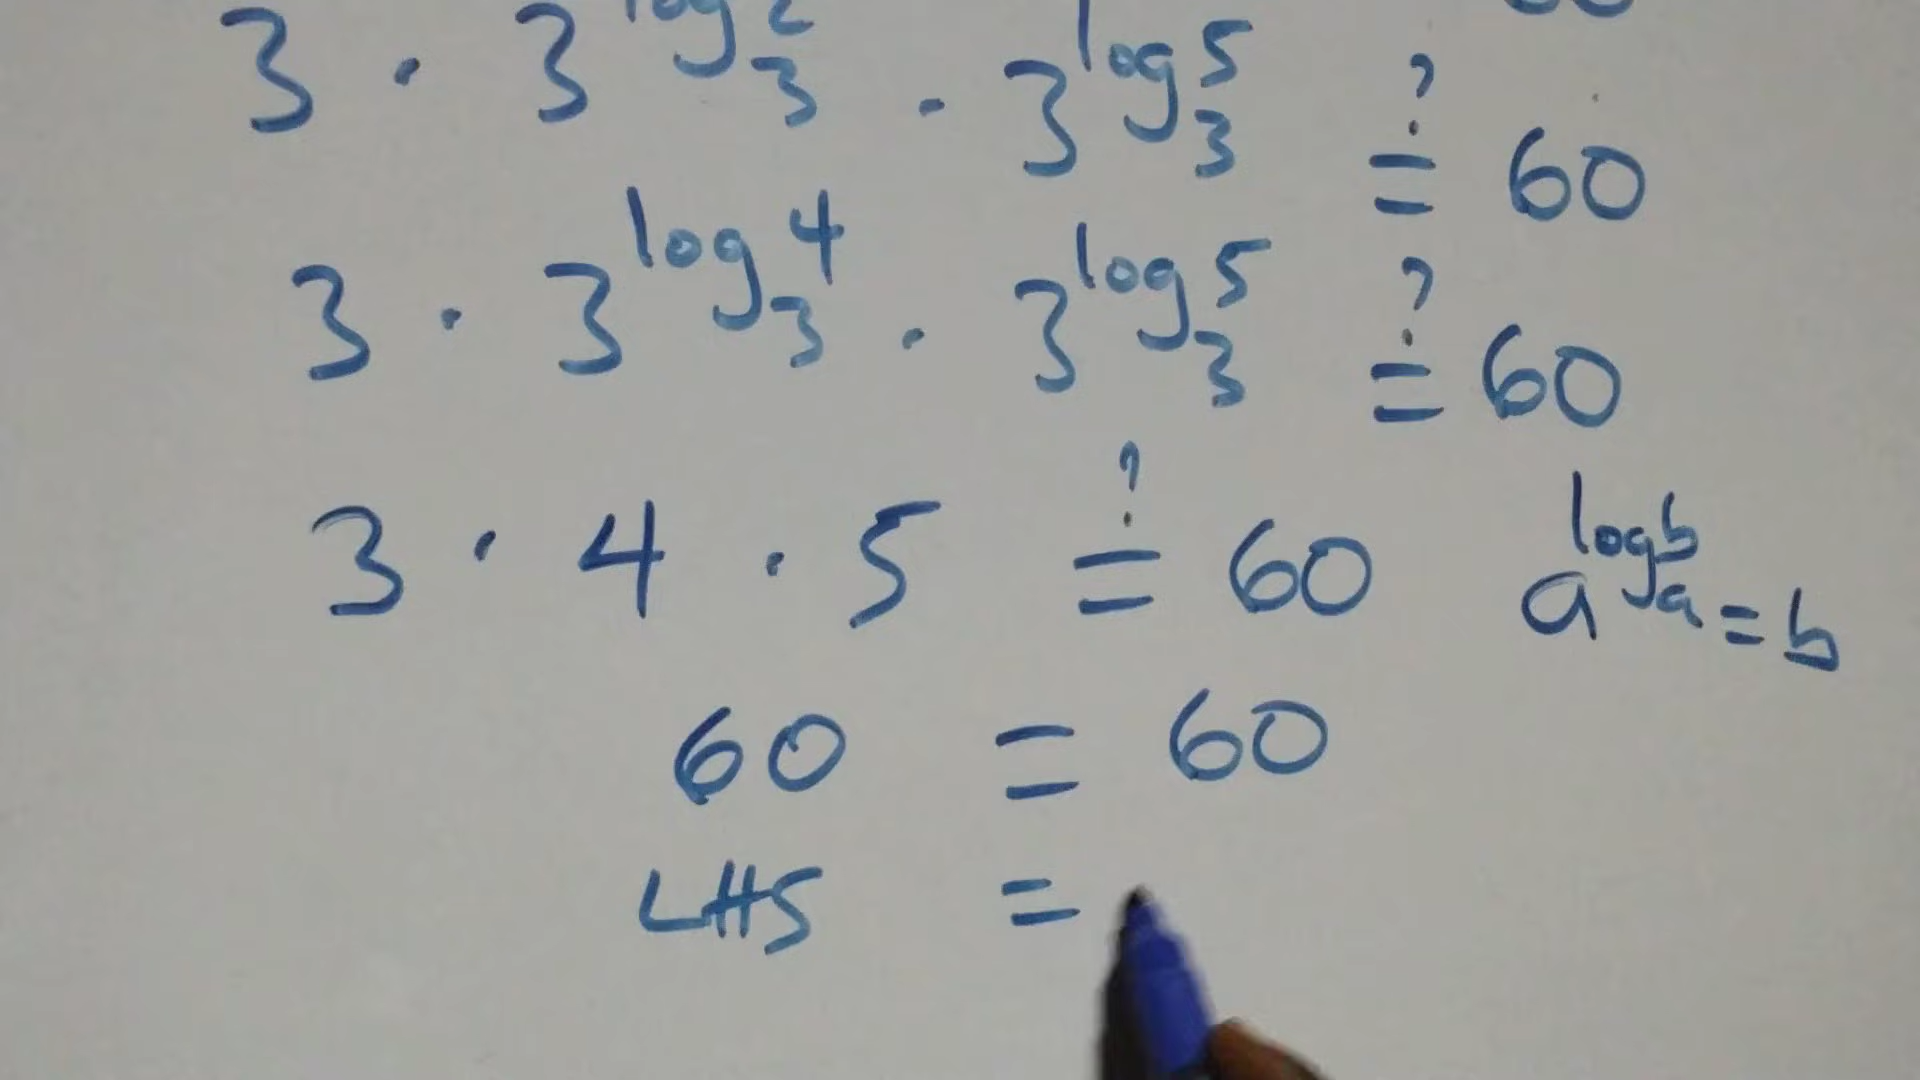 3 · 3^log_3 · 3^log_3 5 ≟ 60
3 · 3^log_3 4 · 3^log_3 5 ≟ 60
3 · 4 · 5 ≟ 60
a^log_a b = b
60 = 60
LHS =